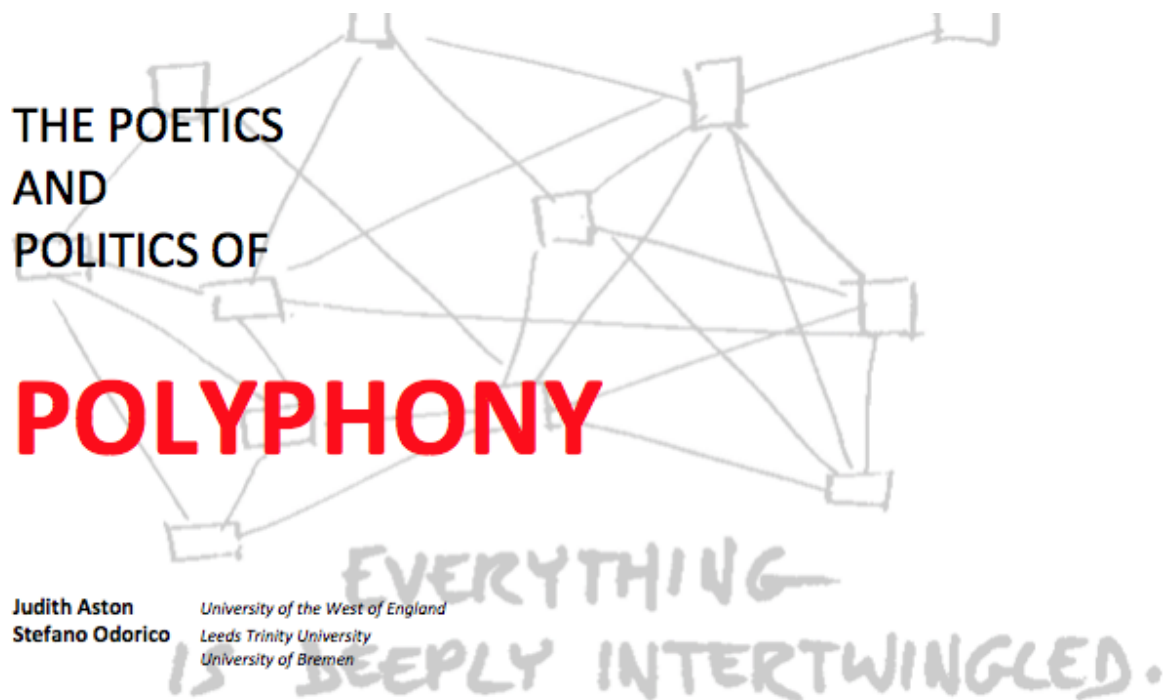 THE POETICS
AND
POLITICS OF
POLYPHONY
EVERYTHING
IS DEEPLY INTERTWINGLED.
Judith Aston University of the West of England
Stefano Odorico Leeds Trinity University
University of Bremen